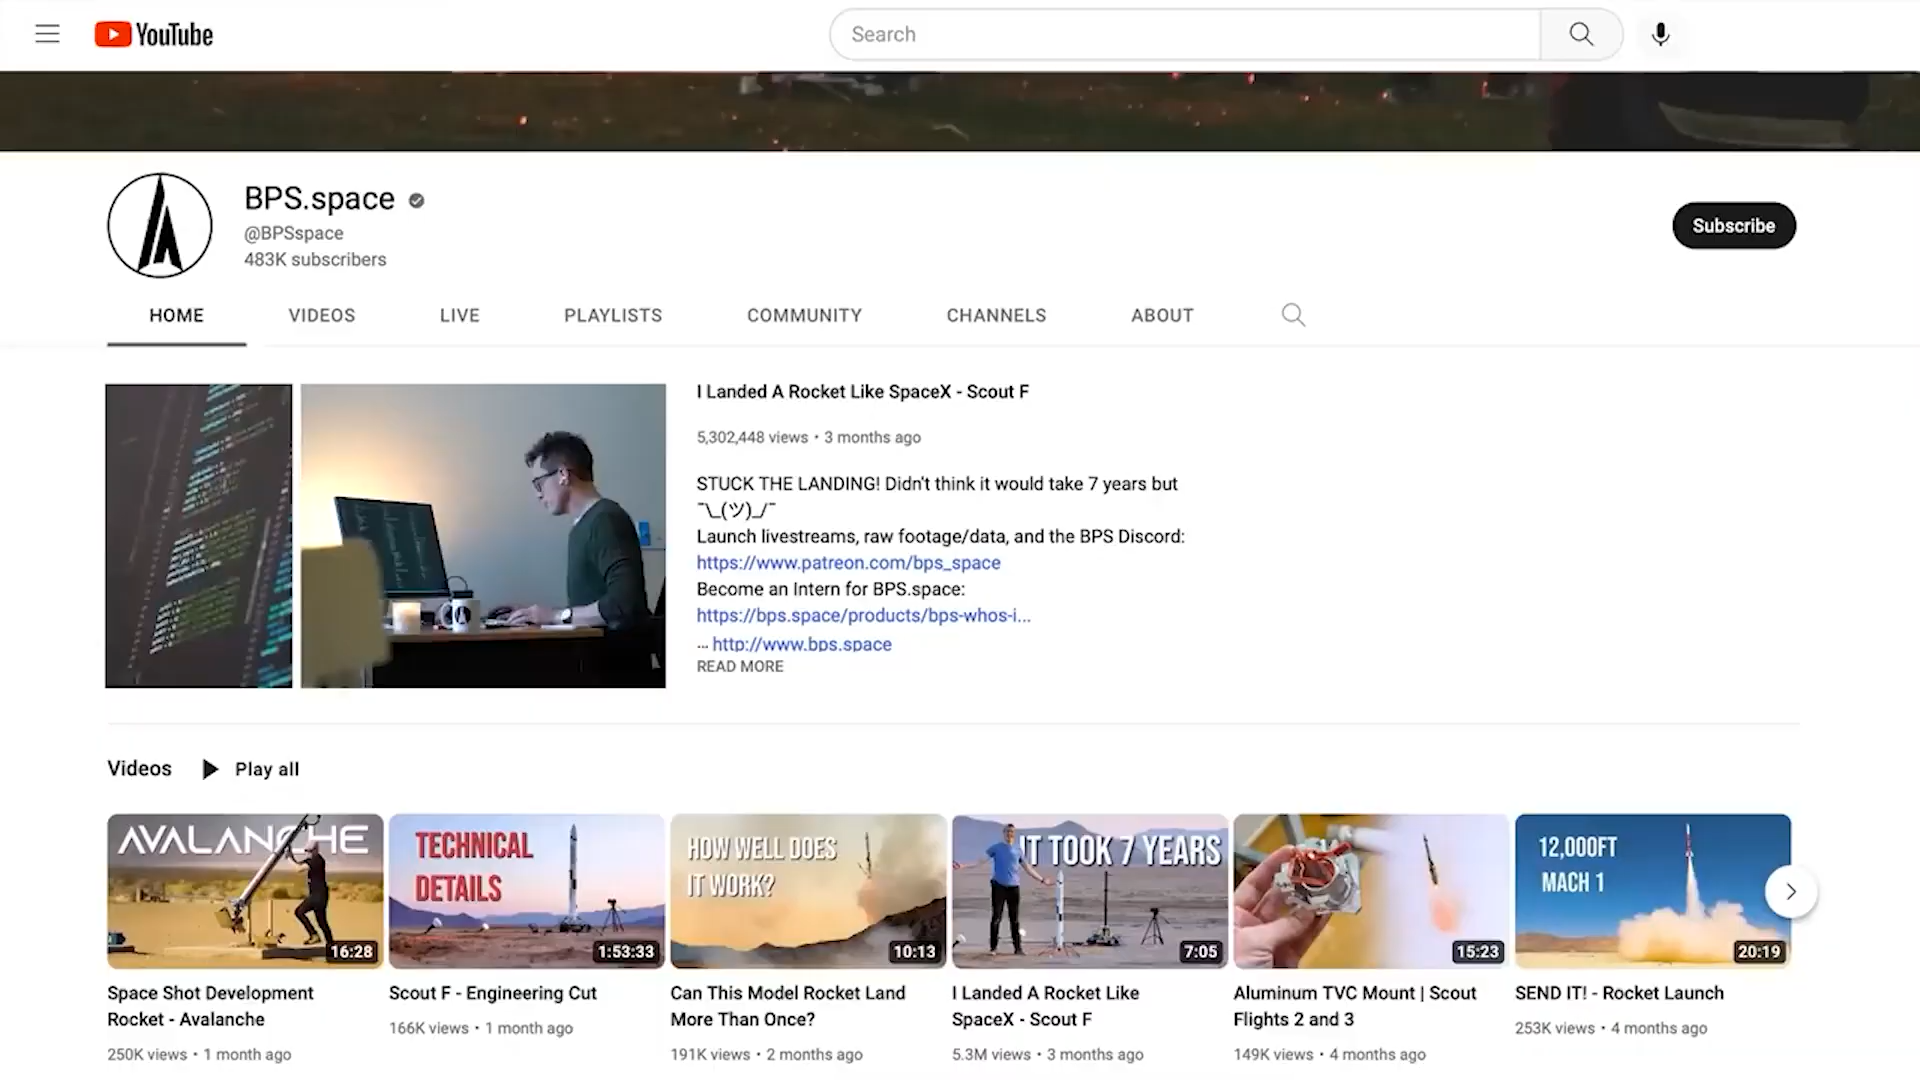 YouTube
Search
BPS.space
@BPSspace
483K subscribers
Subscribe
HOME
VIDEOS
LIVE
PLAYLISTS
COMMUNITY
CHANNELS
ABOUT
I Landed A Rocket Like SpaceX - Scout F
5,302,448 views • 3 months ago
STUCK THE LANDING! Didn't think it would take 7 years but
¯\_(ツ)_/¯
Launch livestreams, raw footage/data, and the BPS Discord:
https://www.patreon.com/bps_space
Become an Intern for BPS.space:
https://bps.space/products/bps-whos-i...
... http://www.bps.space
READ MORE
Videos
Play all
AVALANCHE
16:28
Space Shot Development
Rocket - Avalanche
250K views • 1 month ago
TECHNICAL
DETAILS
1:53:33
Scout F - Engineering Cut
166K views • 1 month ago
HOW WELL DOES
IT WORK?
10:13
Can This Model Rocket Land
More Than Once?
191K views • 2 months ago
IT TOOK 7 YEARS
7:05
I Landed A Rocket Like
SpaceX - Scout F
5.3M views • 3 months ago
15:23
Aluminum TVC Mount | Scout
Flights 2 and 3
149K views • 4 months ago
12,000FT
MACH 1
20:19
SEND IT! - Rocket Launch
253K views • 4 months ago